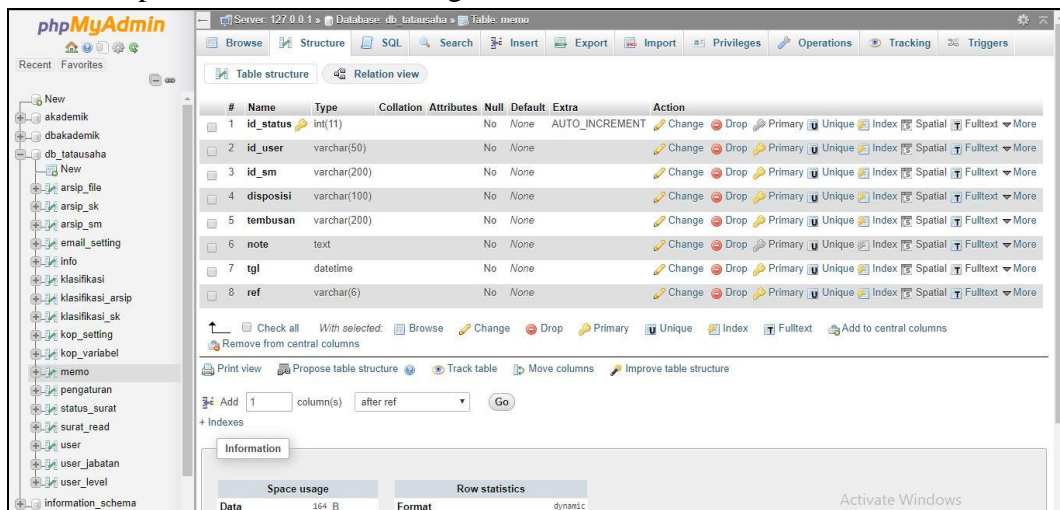 phpMyAdmin
Recent Favorites
New
akademik
dbakademik
db_tatausaha
New
arsip_file
arsip_sk
arsip_sm
email_setting
info
klasifikasi
klasifikasi_arsip
klasifikasi_sk
kop_setting
kop_variabel
memo
pengaturan
status_surat
surat_read
user
user_jabatan
user_level
information_schema
Server: 127.0.0.1 » Database: db_tatausaha » Table: memo
Browse Structure SQL Search Insert Export Import Privileges Operations Tracking Triggers
Table structure Relation view
# Name Type Collation Attributes Null Default Extra Action
1 id_status int(11) No None AUTO_INCREMENT Change Drop Primary Unique Index Spatial Fulltext More
2 id_user varchar(50) No None Change Drop Primary Unique Index Spatial Fulltext More
3 id_sm varchar(200) No None Change Drop Primary Unique Index Spatial Fulltext More
4 disposisi varchar(100) No None Change Drop Primary Unique Index Spatial Fulltext More
5 tembusan varchar(200) No None Change Drop Primary Unique Index Spatial Fulltext More
6 note text No None Change Drop Primary Unique Index Spatial Fulltext More
7 tgl datetime No None Change Drop Primary Unique Index Spatial Fulltext More
8 ref varchar(6) No None Change Drop Primary Unique Index Spatial Fulltext More
Check all With selected: Browse Change Drop Primary Unique Index Fulltext Add to central columns
Remove from central columns
Print view Propose table structure Track table Move columns Improve table structure
Add 1 column(s) after ref Go
+ Indexes
Information
Space usage Row statistics
Data 164 B Format dynamic
Activate Windows